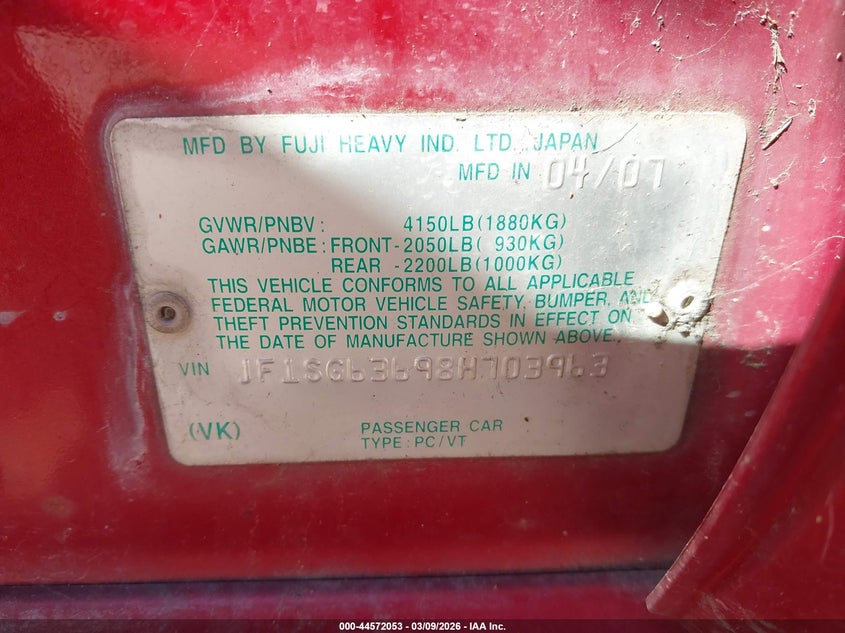 MFD BY FUJI HEAVY IND. LTD. JAPAN
MFD IN 04/07
GVWR/PNBV: 4150LB(1880KG)
GAWR/PNBE: FRONT-2050LB( 930KG)
REAR -2200LB(1000KG)
THIS VEHICLE CONFORMS TO ALL APPLICABLE
FEDERAL MOTOR VEHICLE SAFETY, BUMPER, AND
THEFT PREVENTION STANDARDS IN EFFECT ON
THE DATE OF MANUFACTURE SHOWN ABOVE.
VIN JF1SG63698H703963
(VK) PASSENGER CAR
TYPE: PC/VT
000-44572053 — 03/09/2026 — IAA Inc.